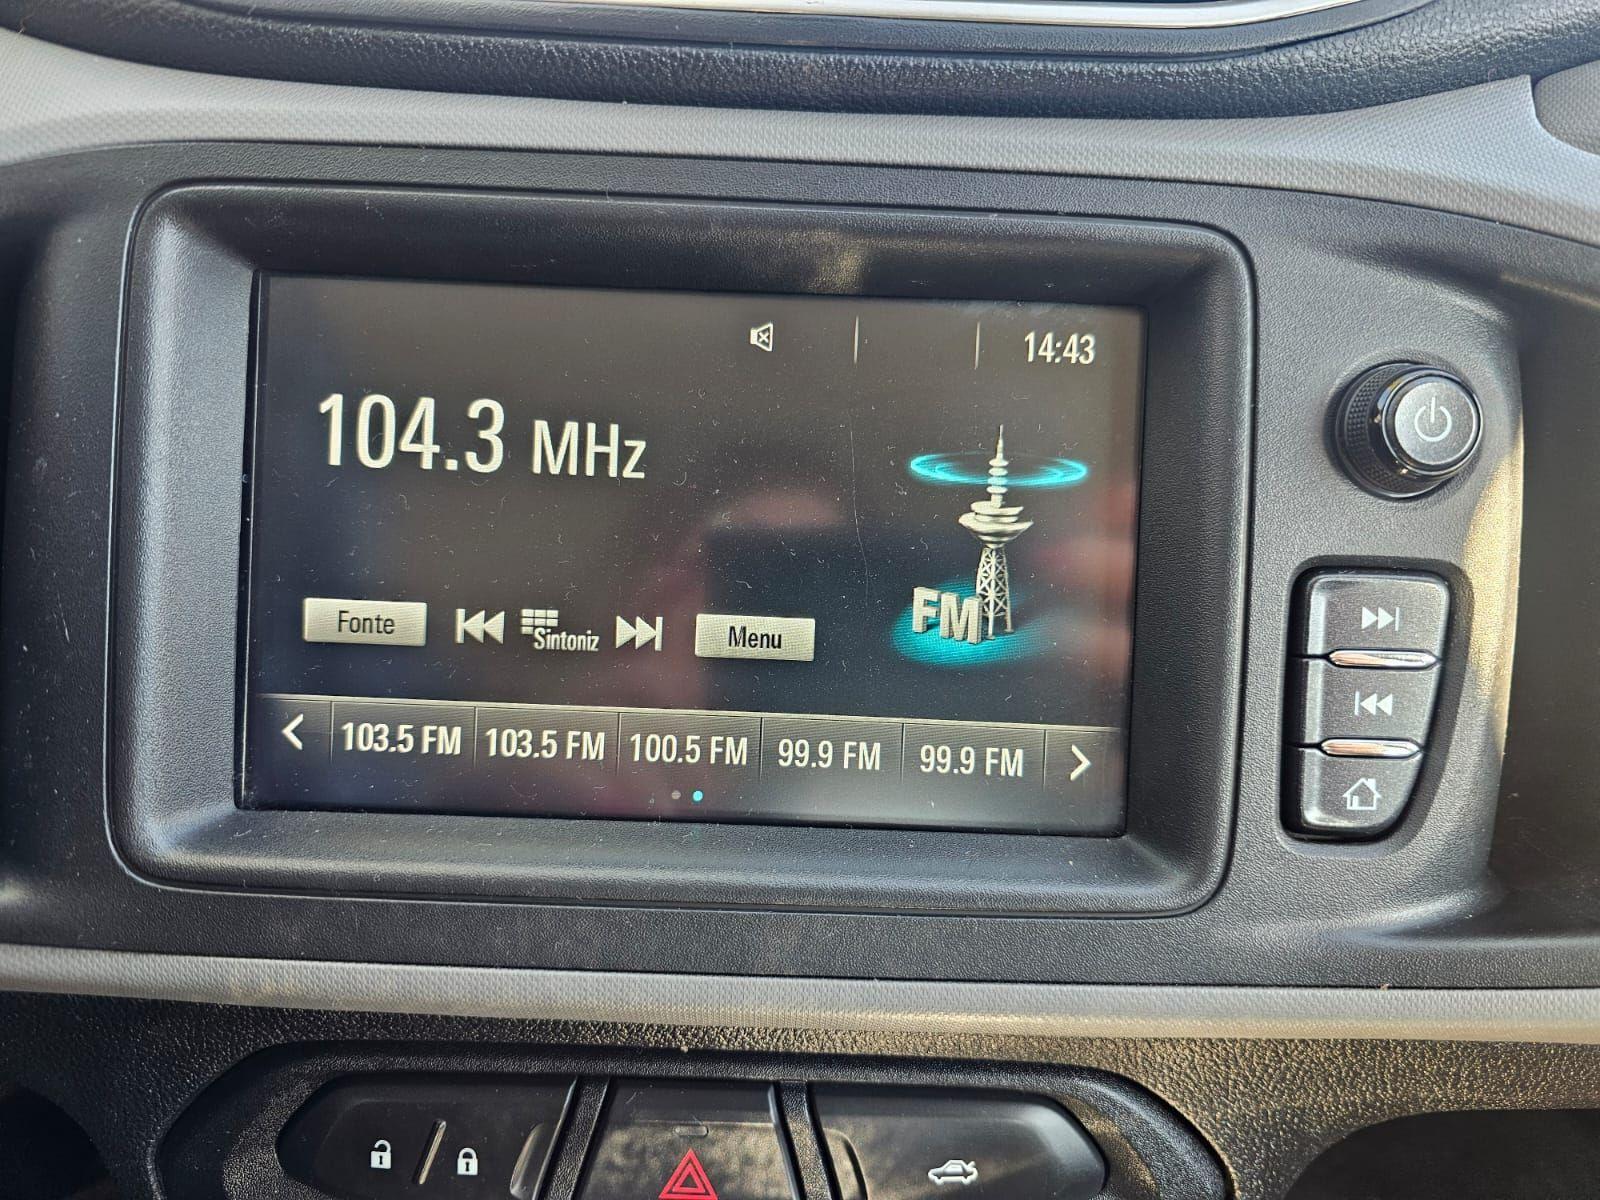 14:43
104.3 MHz
FM
Fonte Sintoniz Menu
103.5 FM 103.5 FM 100.5 FM 99.9 FM 99.9 FM